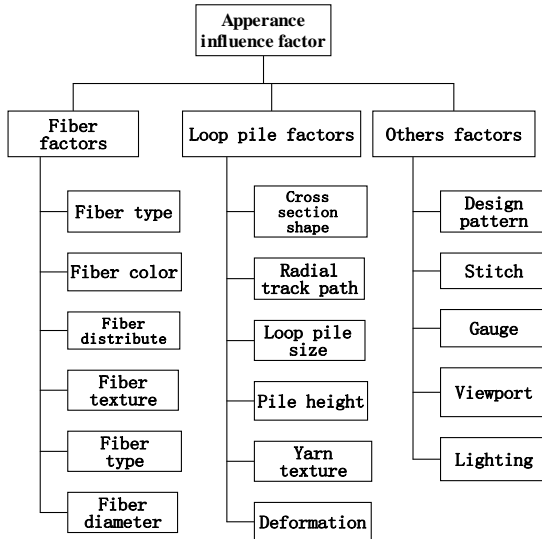 Apperance
influence factor
Fiber
factors
Loop pile factors
Others factors
Fiber type
Fiber color
Fiber
distribute
Fiber
texture
Fiber
type
Fiber
diameter
Cross
section
shape
Radial
track path
Loop pile
size
Pile height
Yarn
texture
Deformation
Design
pattern
Stitch
Gauge
Viewport
Lighting